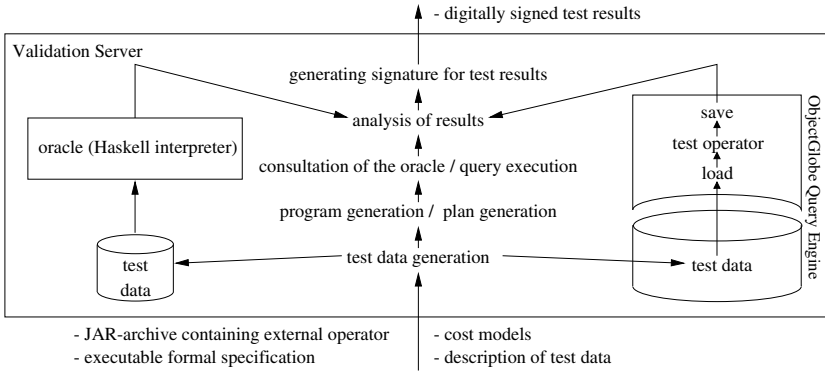 - digitally signed test results
Validation Server
generating signature for test results
analysis of results
save
oracle (Haskell interpreter)
test operator
consultation of the oracle / query execution
load
program generation / plan generation
ObjectGlobe Query Engine
test data generation
test
data
test data
- JAR-archive containing external operator
- executable formal specification
- cost models
- description of test data